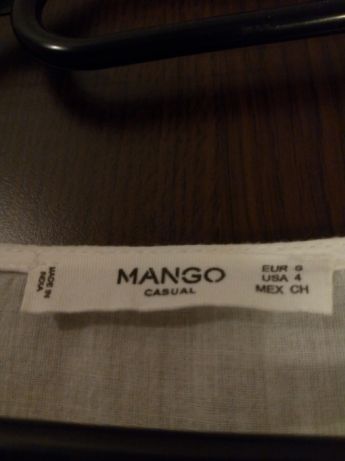 MADE IN
INDIA
MANGO
CASUAL
EUR S
USA 4
MEX CH